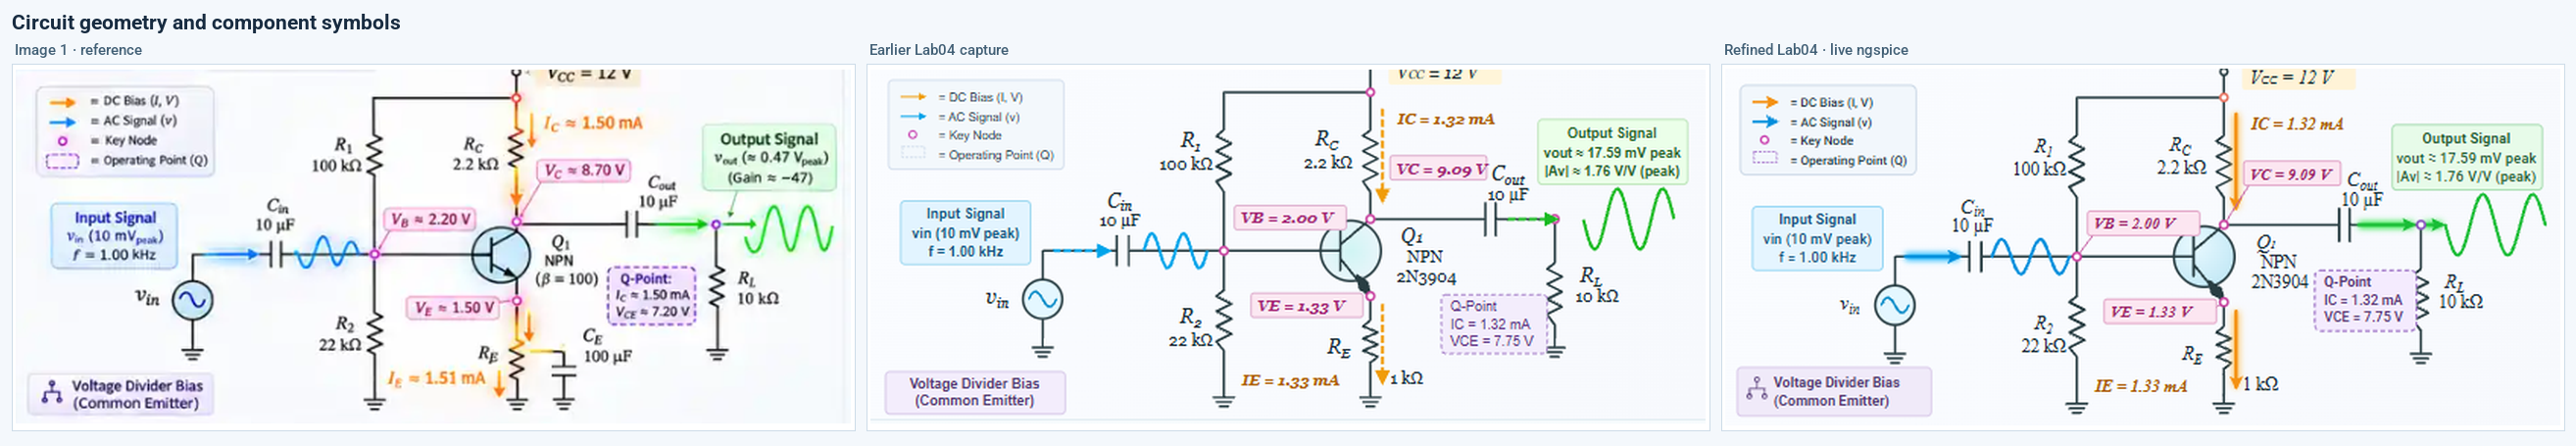 Circuit geometry and component symbols
Image 1 · reference
VCC = 12 V
= DC Bias (I, V)
= AC Signal (v)
= Key Node
= Operating Point (Q)
IC ≈ 1.50 mA
R1
100 kΩ
RC
2.2 kΩ
Output Signal
vout (≈ 0.47 Vpeak)
(Gain ≈ −47)
VC ≈ 8.70 V
Cout
10 µF
Input Signal
vin (10 mVpeak)
f = 1.00 kHz
Cin
10 µF
VB ≈ 2.20 V
Q1
NPN
(β = 100)
Q-Point:
IC ≈ 1.50 mA
VCE ≈ 7.20 V
RL
10 kΩ
vin
VE ≈ 1.50 V
R2
22 kΩ
RE
CE
100 µF
IE ≈ 1.51 mA
Voltage Divider Bias
(Common Emitter)
Earlier Lab04 capture
VCC = 12 V
= DC Bias (I, V)
= AC Signal (v)
= Key Node
= Operating Point (Q)
IC = 1.32 mA
R1
100 kΩ
RC
2.2 kΩ
Output Signal
vout ≈ 17.59 mV peak
|Av| ≈ 1.76 V/V (peak)
VC = 9.09 V
Cout
10 µF
Input Signal
vin (10 mV peak)
f = 1.00 kHz
Cin
10 µF
VB = 2.00 V
Q1
NPN
2N3904
RL
10 kΩ
vin
VE = 1.33 V
Q-Point
IC = 1.32 mA
VCE = 7.75 V
R2
22 kΩ
RE
IE = 1.33 mA
1 kΩ
Voltage Divider Bias
(Common Emitter)
Refined Lab04 · live ngspice
Vcc = 12 V
= DC Bias (I, V)
= AC Signal (v)
= Key Node
= Operating Point (Q)
IC = 1.32 mA
R1
100 kΩ
RC
2.2 kΩ
Output Signal
vout ≈ 17.59 mV peak
|Av| ≈ 1.76 V/V (peak)
VC = 9.09 V
Cout
10 µF
Input Signal
vin (10 mV peak)
f = 1.00 kHz
Cin
10 µF
VB = 2.00 V
Q1
NPN
2N3904
Q-Point
IC = 1.32 mA
VCE = 7.75 V
RL
10 kΩ
vin
VE = 1.33 V
R2
22 kΩ
RE
IE = 1.33 mA
1 kΩ
Voltage Divider Bias
(Common Emitter)